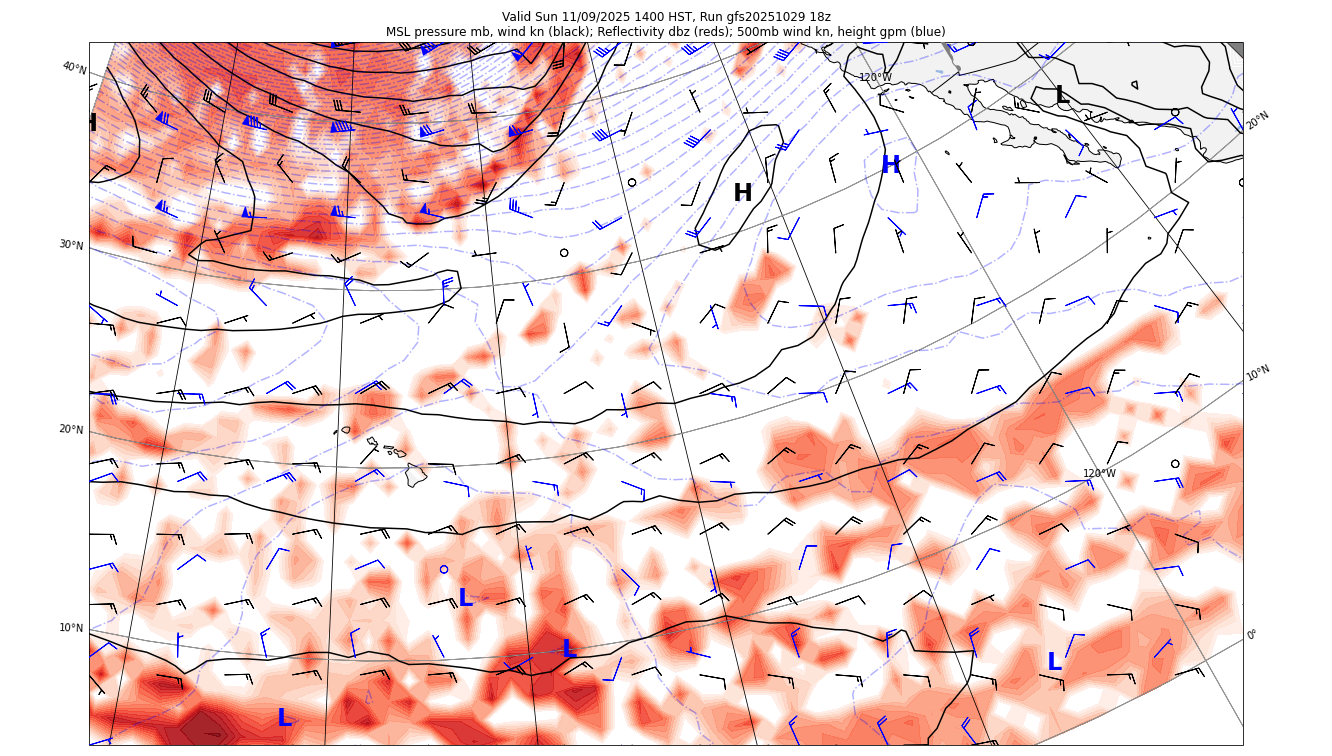 Valid Sun 11/09/2025 1400 HST, Run gfs20251029 18z
MSL pressure mb, wind kn (black); Reflectivity dbz (reds); 500mb wind kn, height gpm (blue)
40°N
120°W
L
20°N
H
H
H
30°N
10°N
20°N
120°W
L
10°N
0°
L
L
L